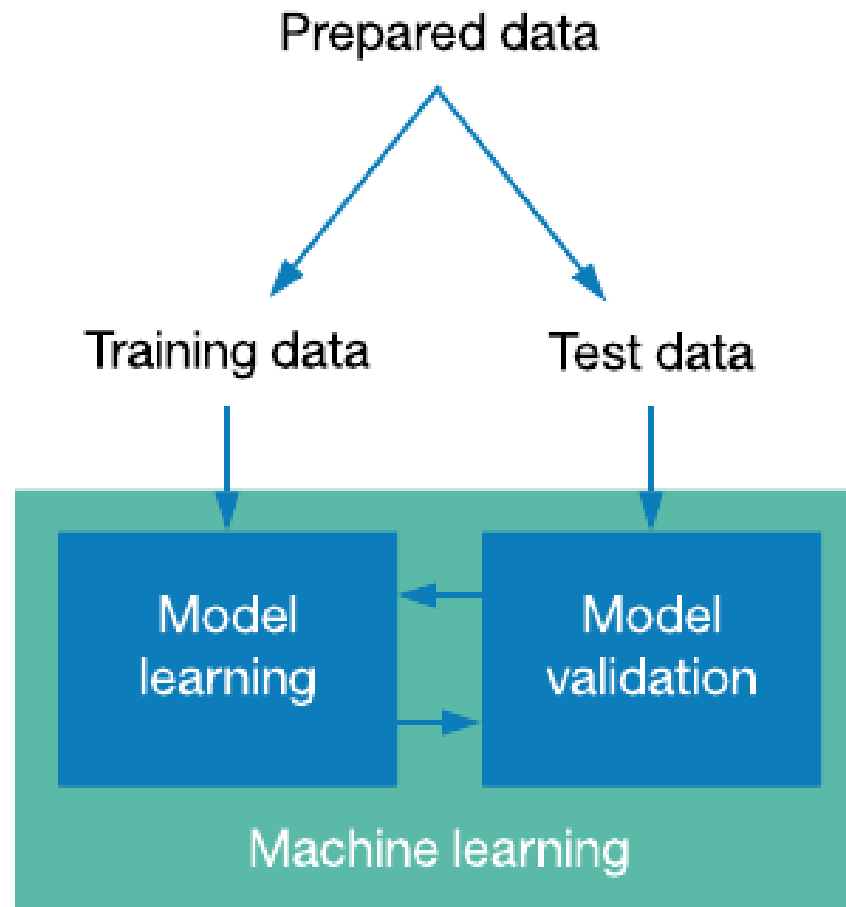 Prepared data
Training data
Test data
Model
learning
Model
validation
Machine learning